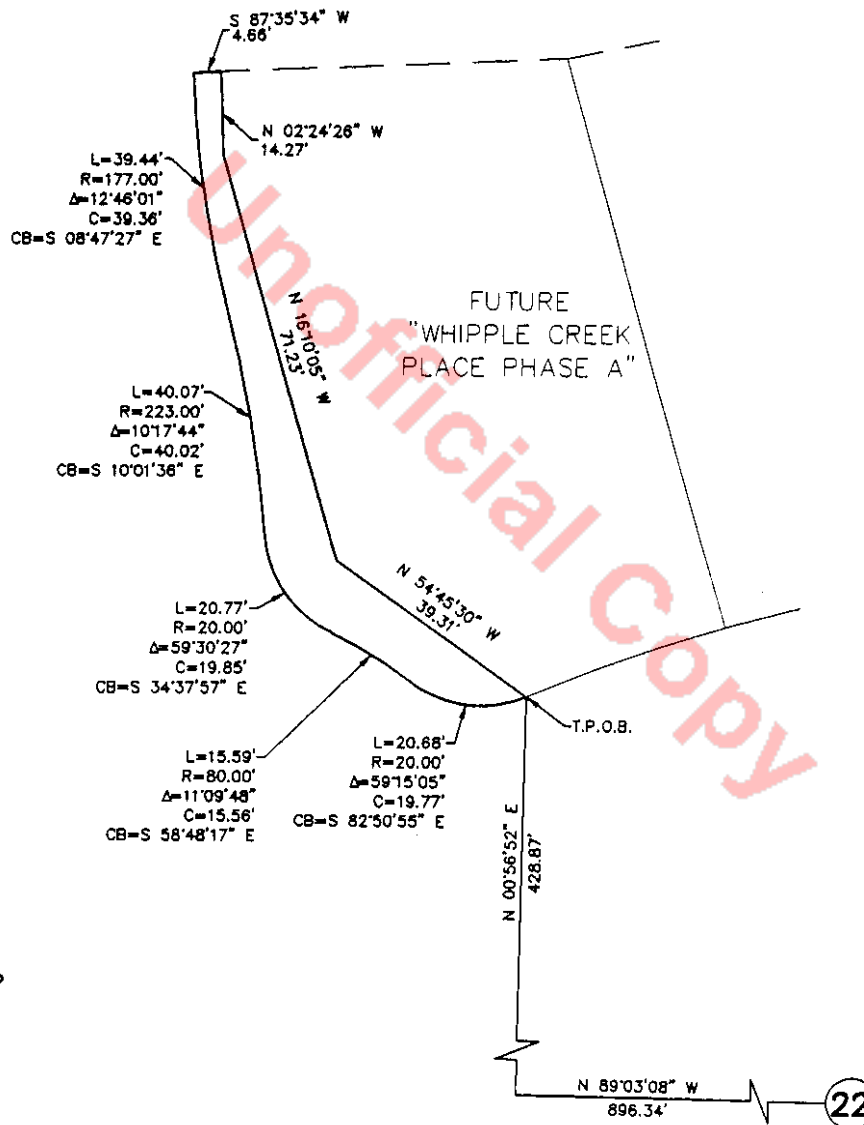 S 87°35'34" W
4.66'
N 02°24'26" W
14.27'
L=39.44'
R=177.00'
Δ=12°46'01"
C=39.36'
CB=S 08°47'27" E
N 16°10'05" W
71.23'
FUTURE
"WHIPPLE CREEK
PLACE PHASE A"
L=40.07'
R=223.00'
Δ=10°17'44"
C=40.02'
CB=S 10°01'36" E
N 54°45'30" W
39.31'
L=20.77'
R=20.00'
Δ=59°30'27"
C=19.85'
CB=S 34°37'57" E
T.P.O.B.
L=15.59'
R=80.00'
Δ=11°09'48"
C=15.56'
CB=S 58°48'17" E
L=20.68'
R=20.00'
Δ=59°15'05"
C=19.77'
CB=S 82°50'55" E
N 00°56'52" E
428.87'
N 89°03'08" W
896.34'
22
Unofficial Copy